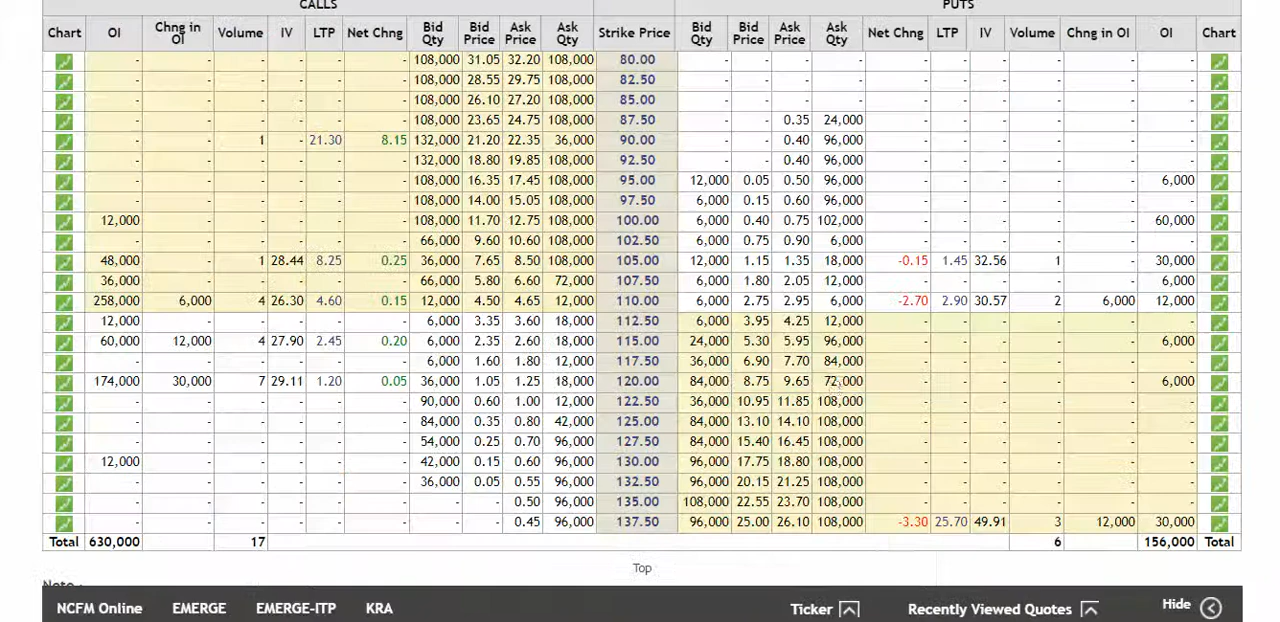 CALLS PUTS
Chart OI Chng in OI Volume IV LTP Net Chng Bid Qty Bid Price Ask Price Ask Qty Strike Price Bid Qty Bid Price Ask Price Ask Qty Net Chng LTP IV Volume Chng in OI OI Chart
- - - - - - 108,000 31.05 32.20 108,000 80.00 - - - - - - - - - -
- - - - - - 108,000 28.55 29.75 108,000 82.50 - - - - - - - - - -
- - - - - - 108,000 26.10 27.20 108,000 85.00 - - - - - - - - - -
- - - - - - 108,000 23.65 24.75 108,000 87.50 - - 0.35 24,000 - - - - - -
- - 1 - 21.30 8.15 132,000 21.20 22.35 36,000 90.00 - - 0.40 96,000 - - - - - -
- - - - - - 132,000 18.80 19.85 108,000 92.50 - - 0.40 96,000 - - - - - -
- - - - - - 108,000 16.35 17.45 108,000 95.00 12,000 0.05 0.50 96,000 - - - - - 6,000
- - - - - - 108,000 14.00 15.05 108,000 97.50 6,000 0.15 0.60 96,000 - - - - - -
12,000 - - - - - 108,000 11.70 12.75 108,000 100.00 6,000 0.40 0.75 102,000 - - - - - 60,000
- - - - - - 66,000 9.60 10.60 108,000 102.50 6,000 0.75 0.90 6,000 - - - - - -
48,000 - 1 28.44 8.25 0.25 36,000 7.65 8.50 108,000 105.00 12,000 1.15 1.35 18,000 -0.15 1.45 32.56 1 - 30,000
36,000 - - - - - 66,000 5.80 6.60 72,000 107.50 6,000 1.80 2.05 12,000 - - - - - 6,000
258,000 6,000 4 26.30 4.60 0.15 12,000 4.50 4.65 12,000 110.00 6,000 2.75 2.95 6,000 -2.70 2.90 30.57 2 6,000 12,000
12,000 - - - - - 6,000 3.35 3.60 18,000 112.50 6,000 3.95 4.25 12,000 - - - - - -
60,000 12,000 4 27.90 2.45 0.20 6,000 2.35 2.60 18,000 115.00 24,000 5.30 5.95 96,000 - - - - - 6,000
- - - - - - 6,000 1.60 1.80 12,000 117.50 36,000 6.90 7.70 84,000 - - - - - -
174,000 30,000 7 29.11 1.20 0.05 36,000 1.05 1.25 18,000 120.00 84,000 8.75 9.65 72,000 - - - - - 6,000
- - - - - - 90,000 0.60 1.00 12,000 122.50 36,000 10.95 11.85 108,000 - - - - - -
- - - - - - 84,000 0.35 0.80 42,000 125.00 84,000 13.10 14.10 108,000 - - - - - -
- - - - - - 54,000 0.25 0.70 96,000 127.50 84,000 15.40 16.45 108,000 - - - - - -
12,000 - - - - - 42,000 0.15 0.60 96,000 130.00 96,000 17.75 18.80 108,000 - - - - - -
- - - - - - 36,000 0.05 0.55 96,000 132.50 96,000 20.15 21.25 108,000 - - - - - -
- - - - - - - - 0.50 96,000 135.00 108,000 22.55 23.70 108,000 - - - - - -
- - - - - - - - 0.45 96,000 137.50 96,000 25.00 26.10 108,000 -3.30 25.70 49.91 3 12,000 30,000
Total 630,000 17 6 156,000 Total
Top
Note :
NCFM Online EMERGE EMERGE-ITP KRA Ticker Recently Viewed Quotes Hide